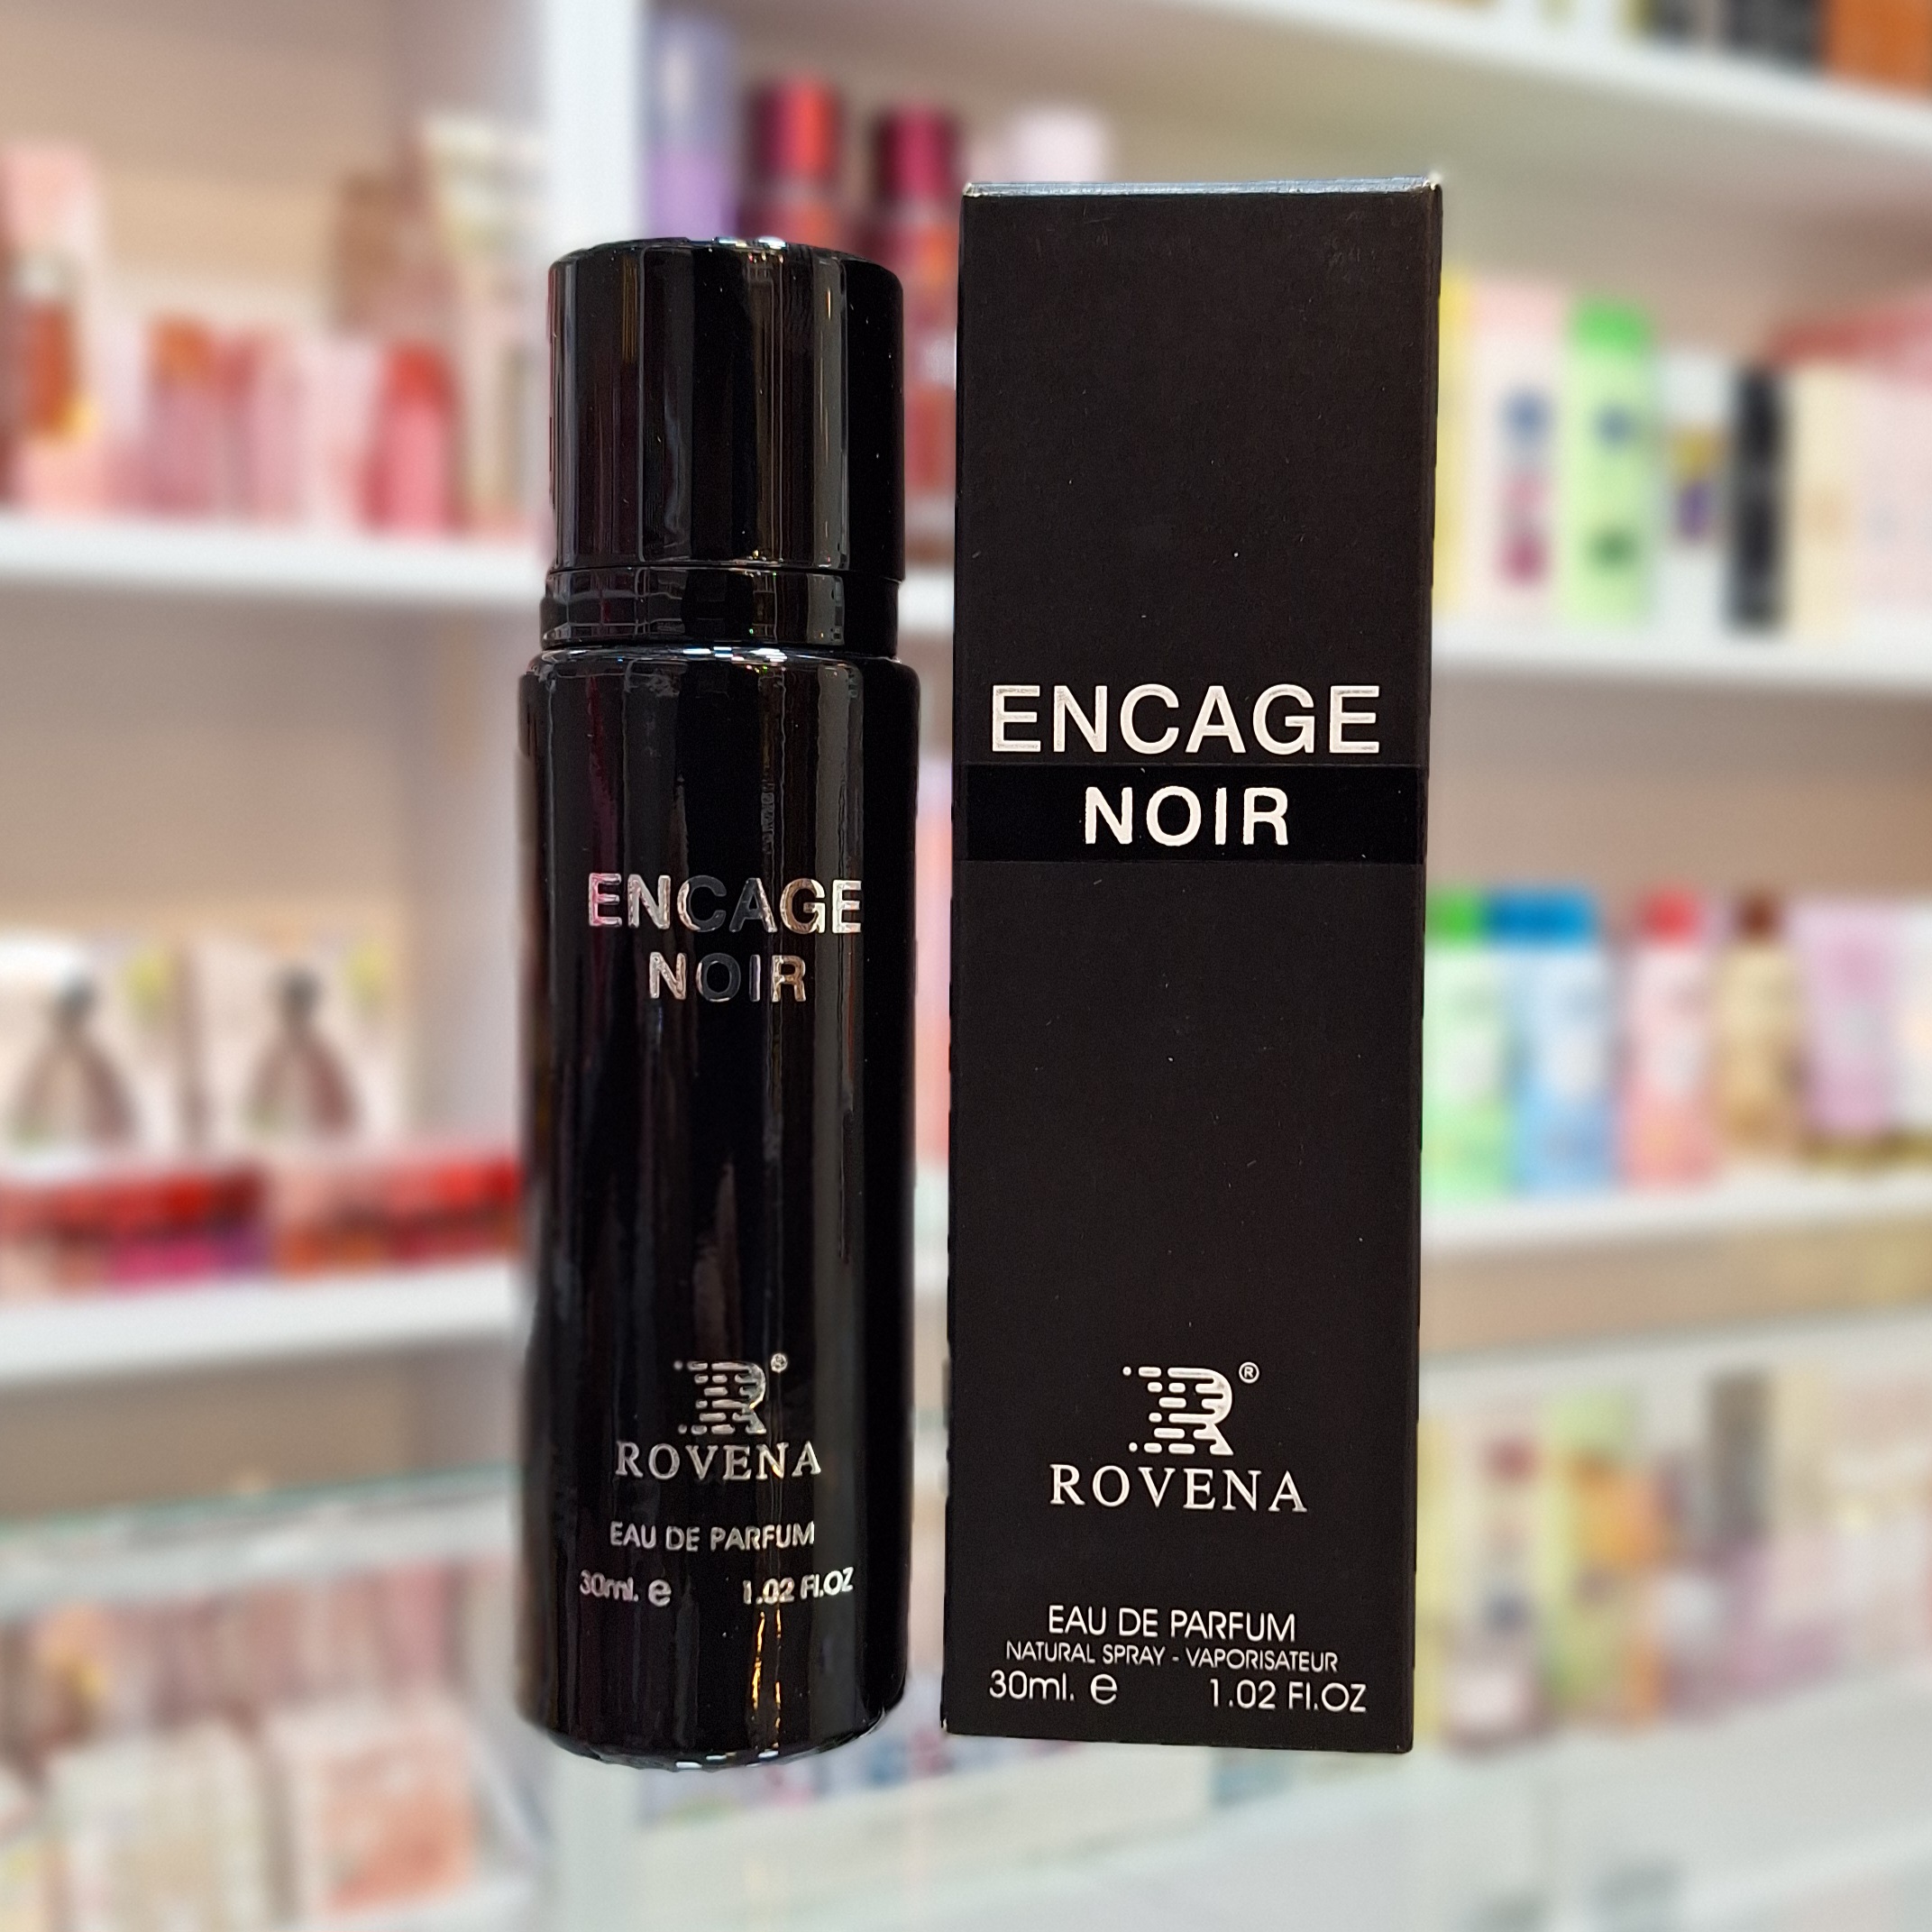 ENCAGE
NOIR
R®
ROVENA
EAU DE PARFUM
30ml. e 1.02 Fl.OZ
ENCAGE
NOIR
R®
ROVENA
EAU DE PARFUM
NATURAL SPRAY - VAPORISATEUR
30ml. e 1.02 Fl.OZ